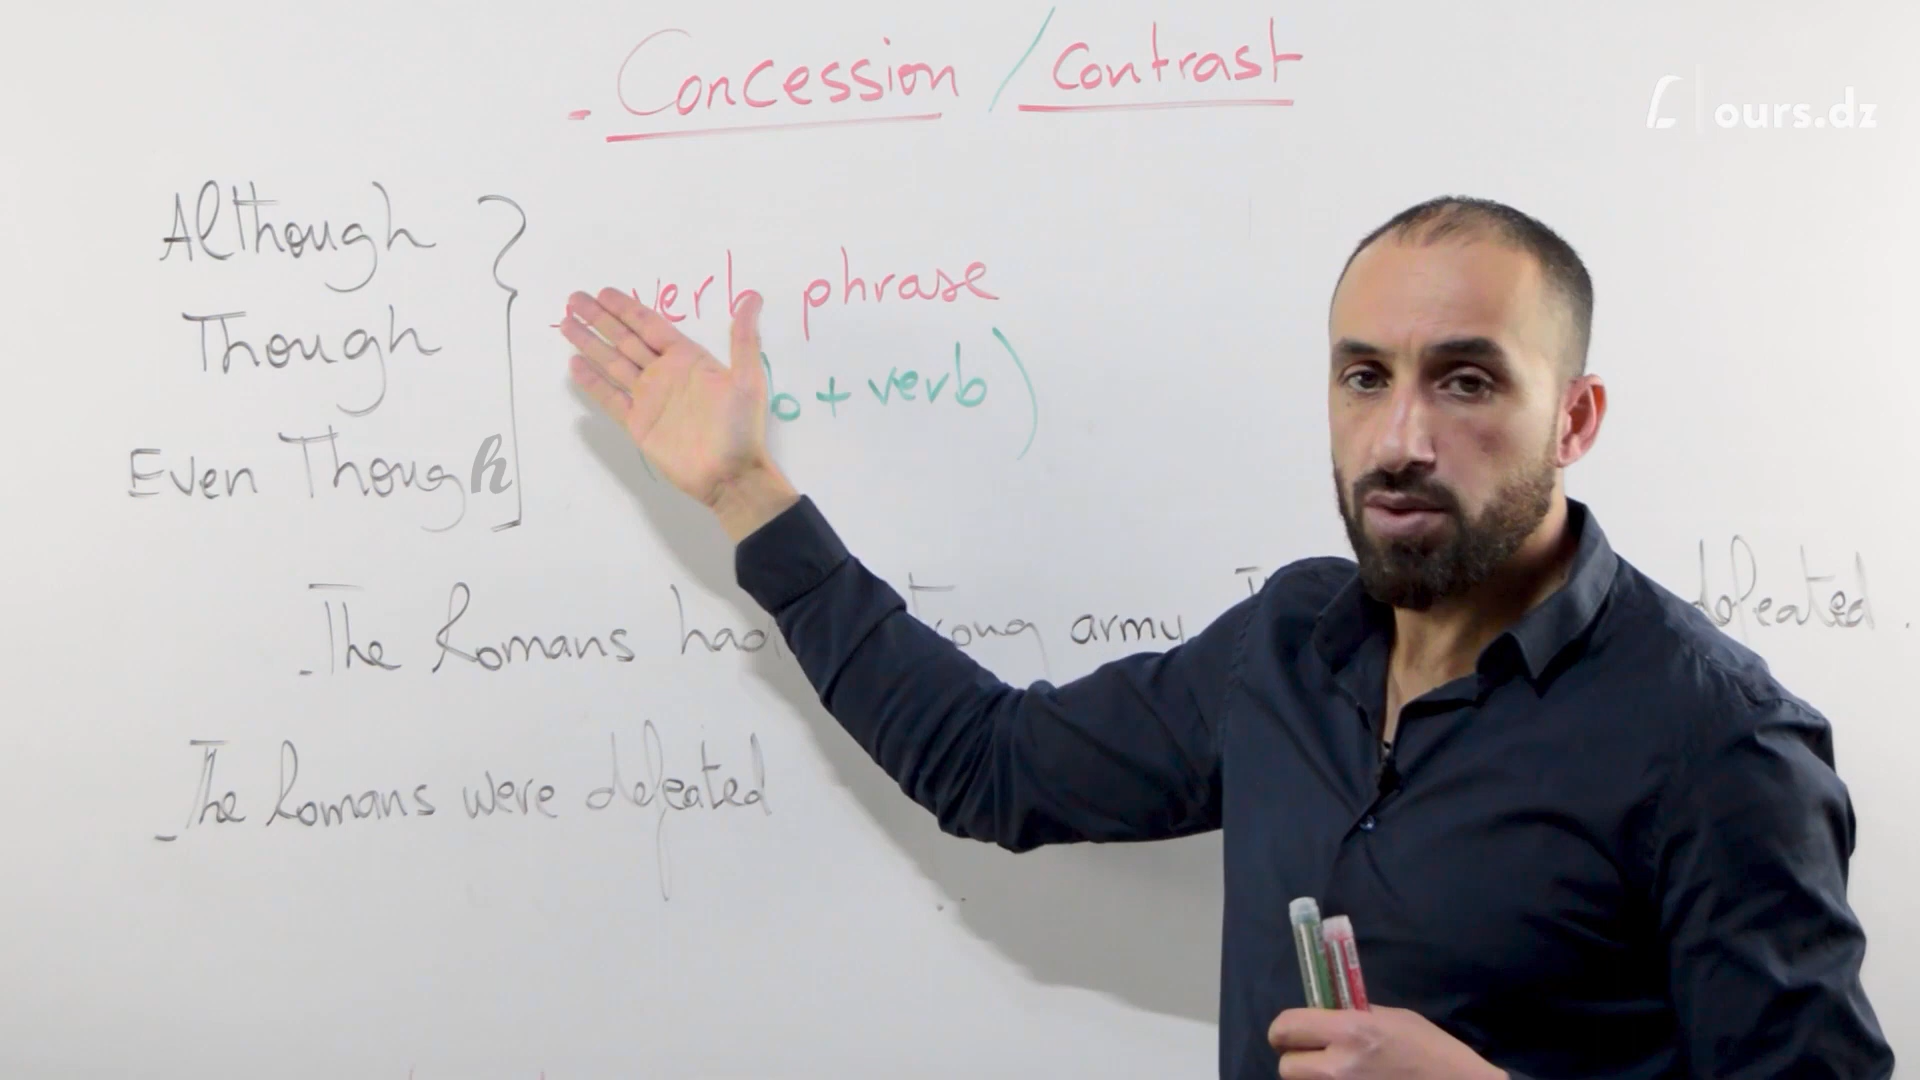 - Concession / Contrast
ours.dz
Although
Though
Even Though
verb phrase
+ verb)
- The Romans had army defeated.
- The Romans were defeated